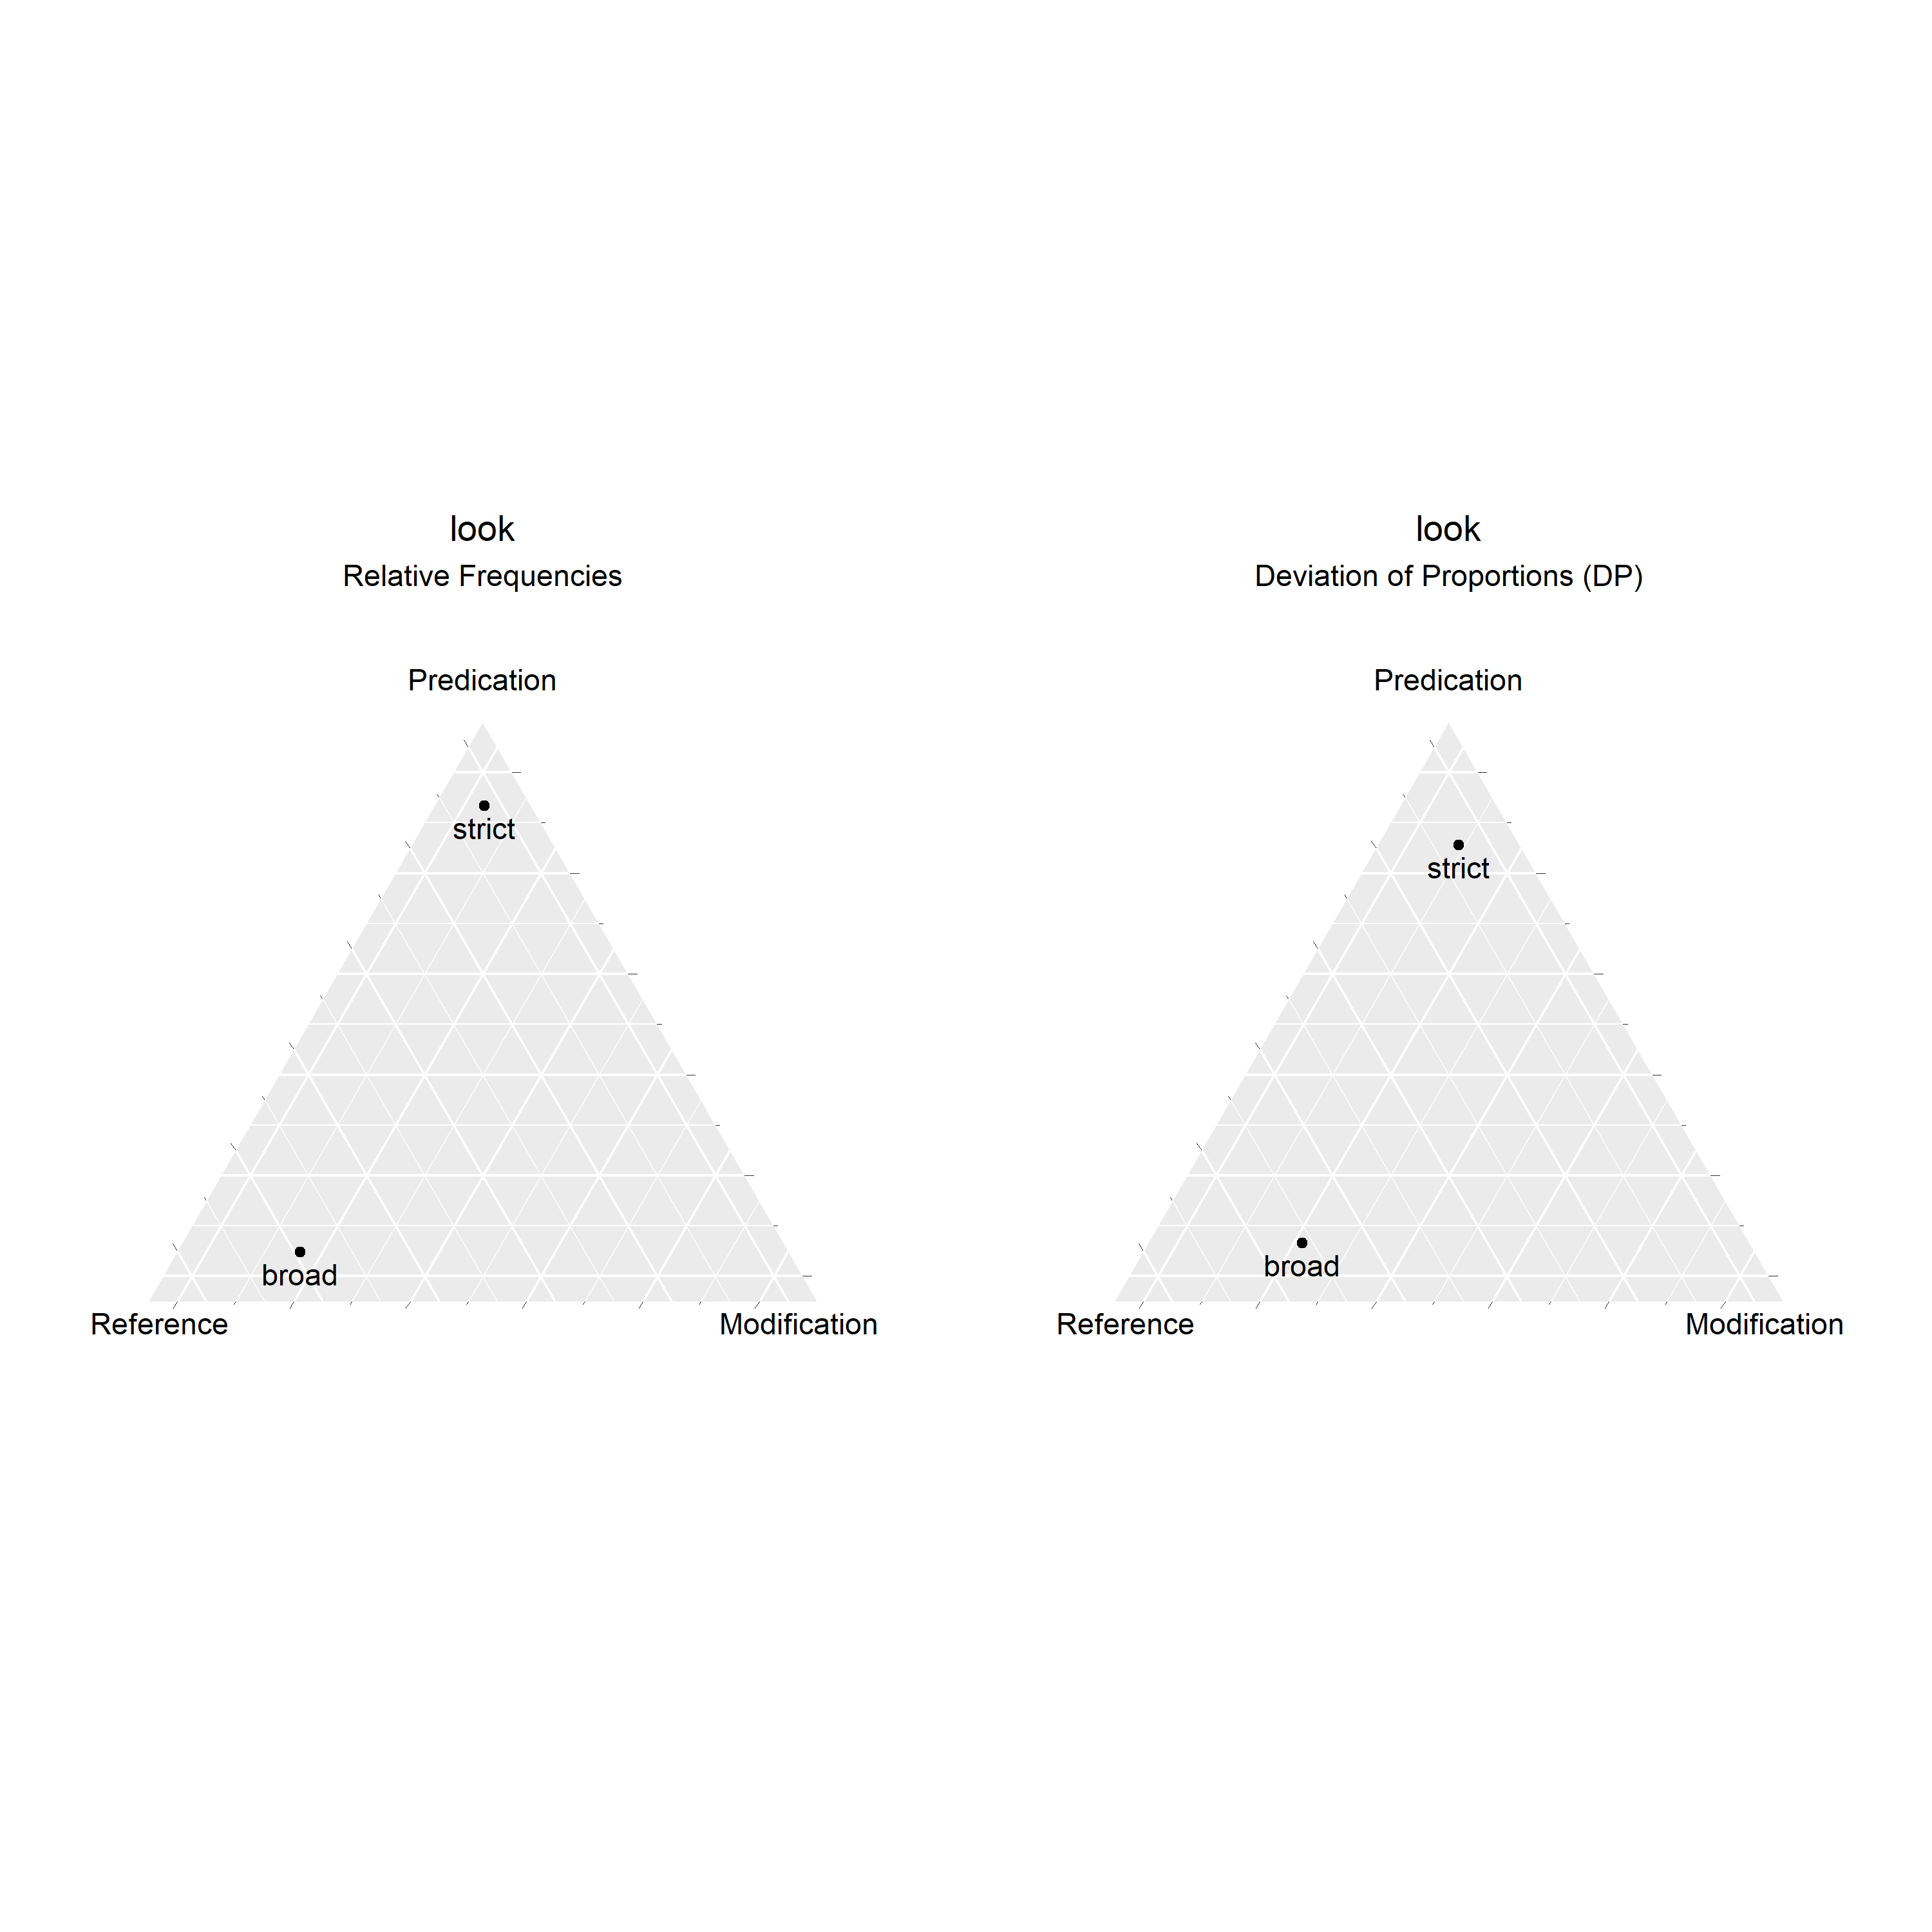 look
Relative Frequencies
Predication
strict
broad
Reference
Modification
look
Deviation of Proportions (DP)
Predication
strict
broad
Reference
Modification